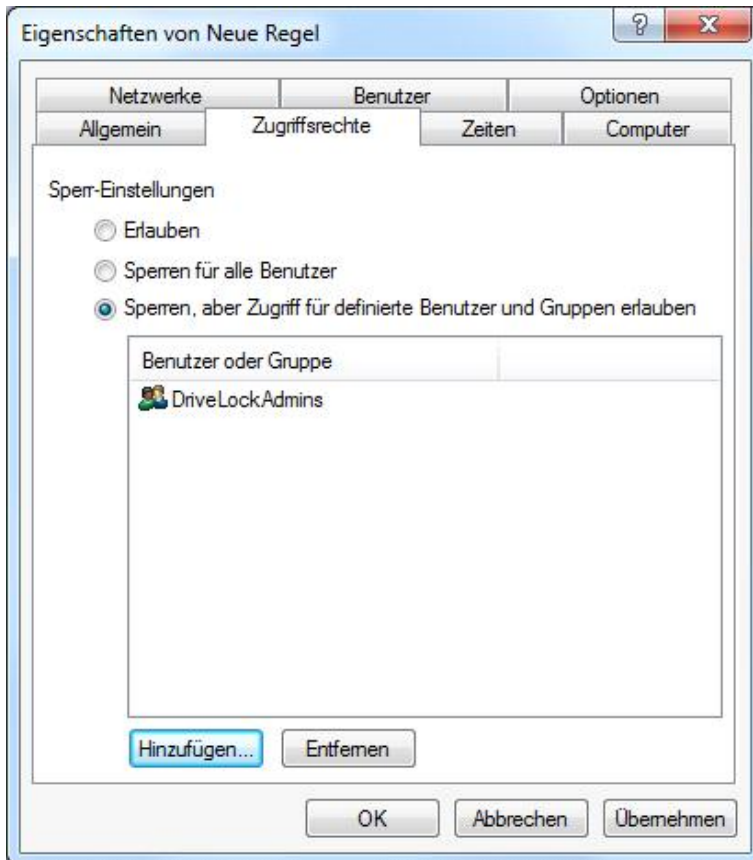 Eigenschaften von Neue Regel
Netzwerke Benutzer Optionen
Allgemein Zugriffsrechte Zeiten Computer
Sperr-Einstellungen
Erlauben
Sperren für alle Benutzer
Sperren, aber Zugriff für definierte Benutzer und Gruppen erlauben
Benutzer oder Gruppe
DriveLockAdmins
Hinzufügen... Entfernen
OK Abbrechen Übernehmen